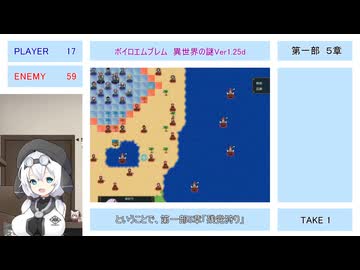 PLAYER 17
ENEMY 59
ボイロエムブレム 異世界の謎Ver1.25d
第一部 5章
ということで、第一部5章『残党狩り』
TAKE 1